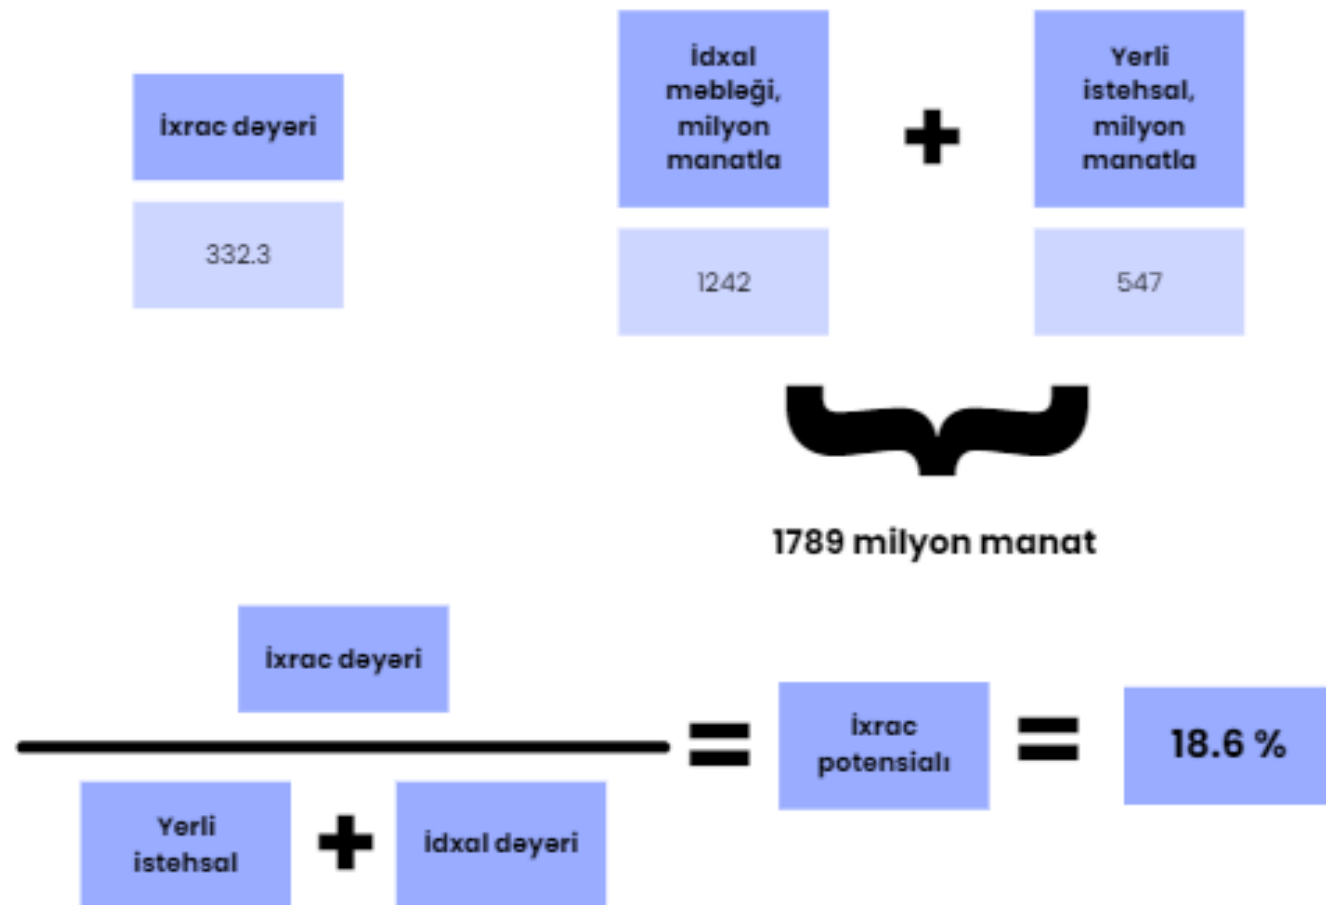 İxrac dəyəri
332.3
İdxal
məbləği,
milyon
manatla
+
Yerli
istehsal,
milyon
manatla
1242
547
1789 milyon manat
İxrac dəyəri
Yerli
istehsal
+
İdxal dəyəri
=
İxrac
potensialı
=
18.6 %